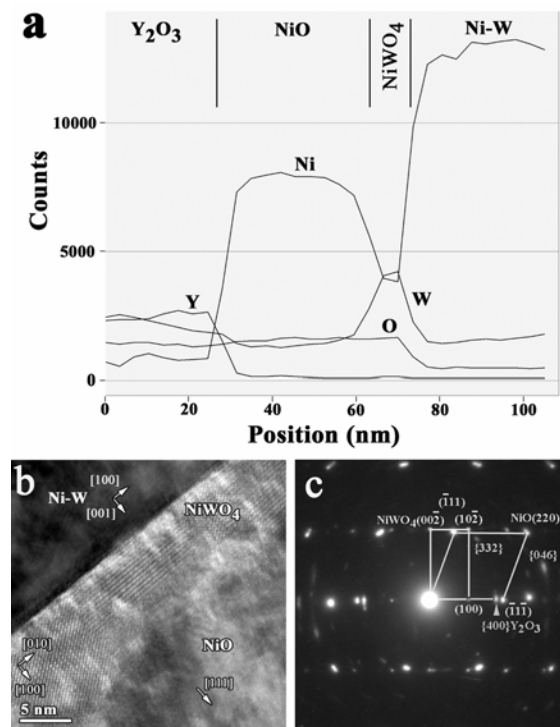 a
Y₂O₃
NiO
NiWO₄
Ni-W
Counts
10000
5000
0
Ni
Y
W
O
0
20
40
60
80
100
Position (nm)
b
[100]
Ni-W
[001]
NiWO₄
[010]
[100]
NiO
[111]
5 nm
c
(1̄11)
NiWO₄(002̄)
(102̄)
NiO(220)
{332}
{046}
(100)
(1̄11̄)
{400}Y₂O₃